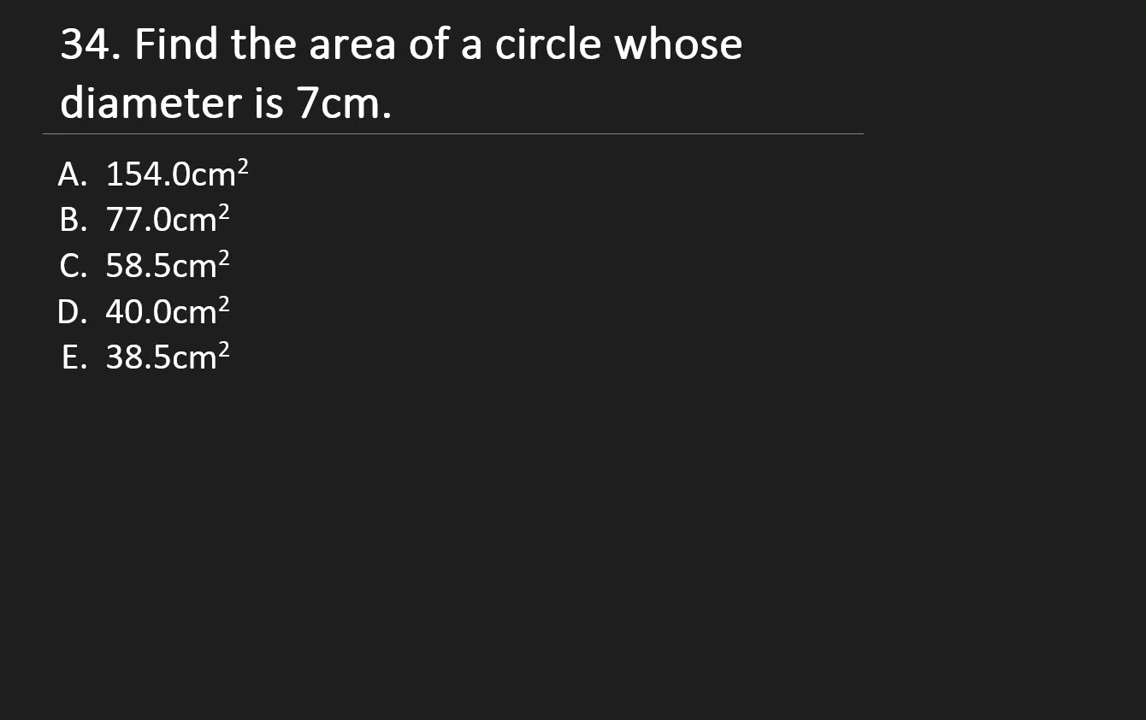 34. Find the area of a circle whose
diameter is 7cm.
A. 154.0cm²
B. 77.0cm²
C. 58.5cm²
D. 40.0cm²
E. 38.5cm²